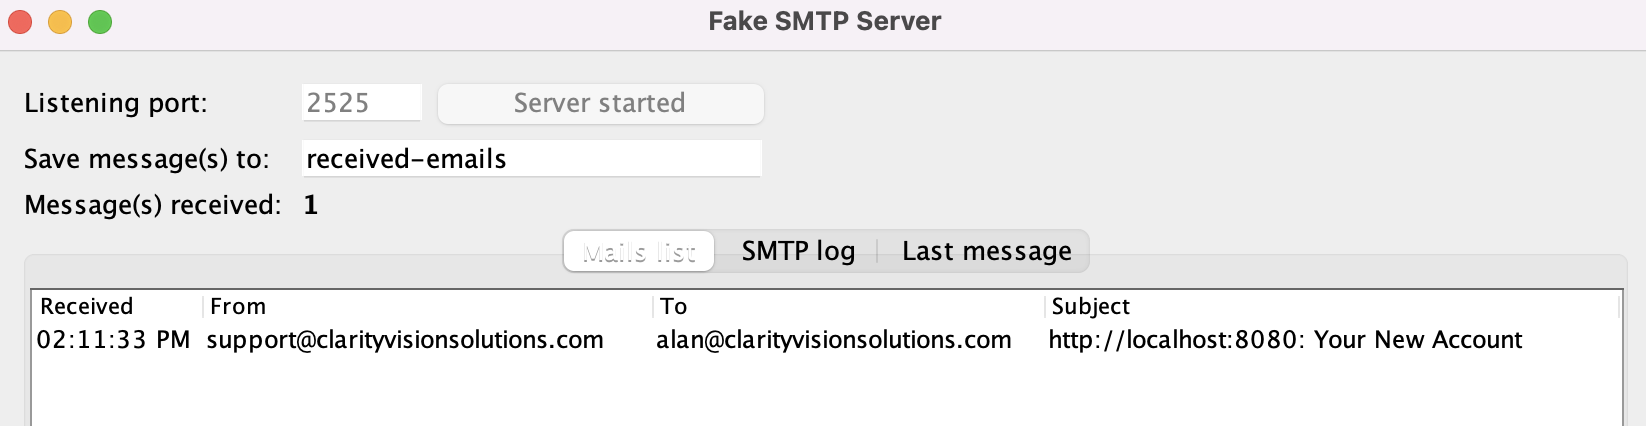 Fake SMTP Server
Listening port: 2525 Server started
Save message(s) to: received-emails
Message(s) received: 1
Mails list SMTP log Last message
Received From To Subject
02:11:33 PM support@clarityvisionsolutions.com alan@clarityvisionsolutions.com http://localhost:8080: Your New Account